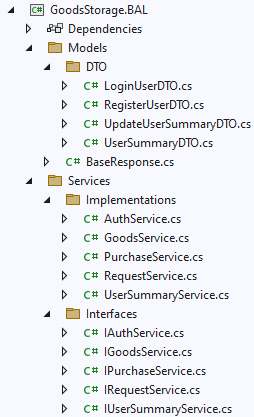 C# GoodsStorage.BAL
Dependencies
Models
DTO
C# LoginUserDTO.cs
C# RegisterUserDTO.cs
C# UpdateUserSummaryDTO.cs
C# UserSummaryDTO.cs
C# BaseResponse.cs
Services
Implementations
C# AuthService.cs
C# GoodsService.cs
C# PurchaseService.cs
C# RequestService.cs
C# UserSummaryService.cs
Interfaces
C# IAuthService.cs
C# IGoodsService.cs
C# IPurchaseService.cs
C# IRequestService.cs
C# IUserSummaryService.cs